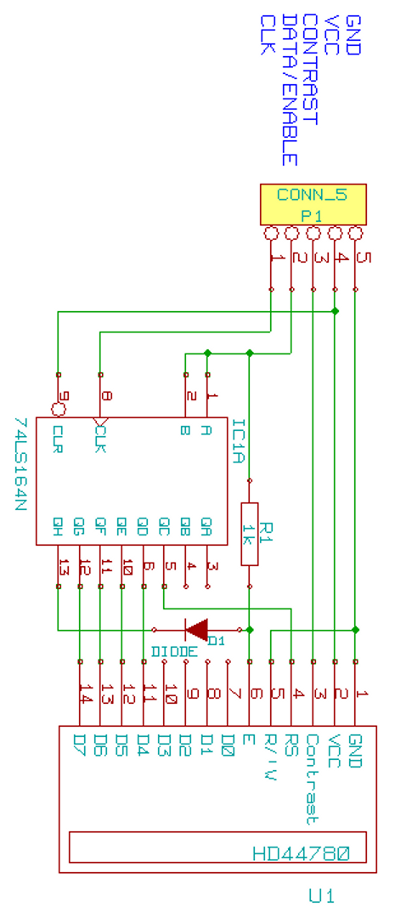 GND
VCC
CONTRAST
DATA/ENABLE
CLK
CONN_5
P1
1 2 3 4 5
9 8 2 1
CLR CLK B A
IC1A
74LS164N
QH QG QF QE QD QC QB QA
13 12 11 10 6 5 4 3
R1
1k
D1
DIODE
14 13 12 11 10 9 8 7 6 5 4 3 2 1
D7 D6 D5 D4 D3 D2 D1 D0 E R/'W RS Contrast VCC GND
HD44780
U1